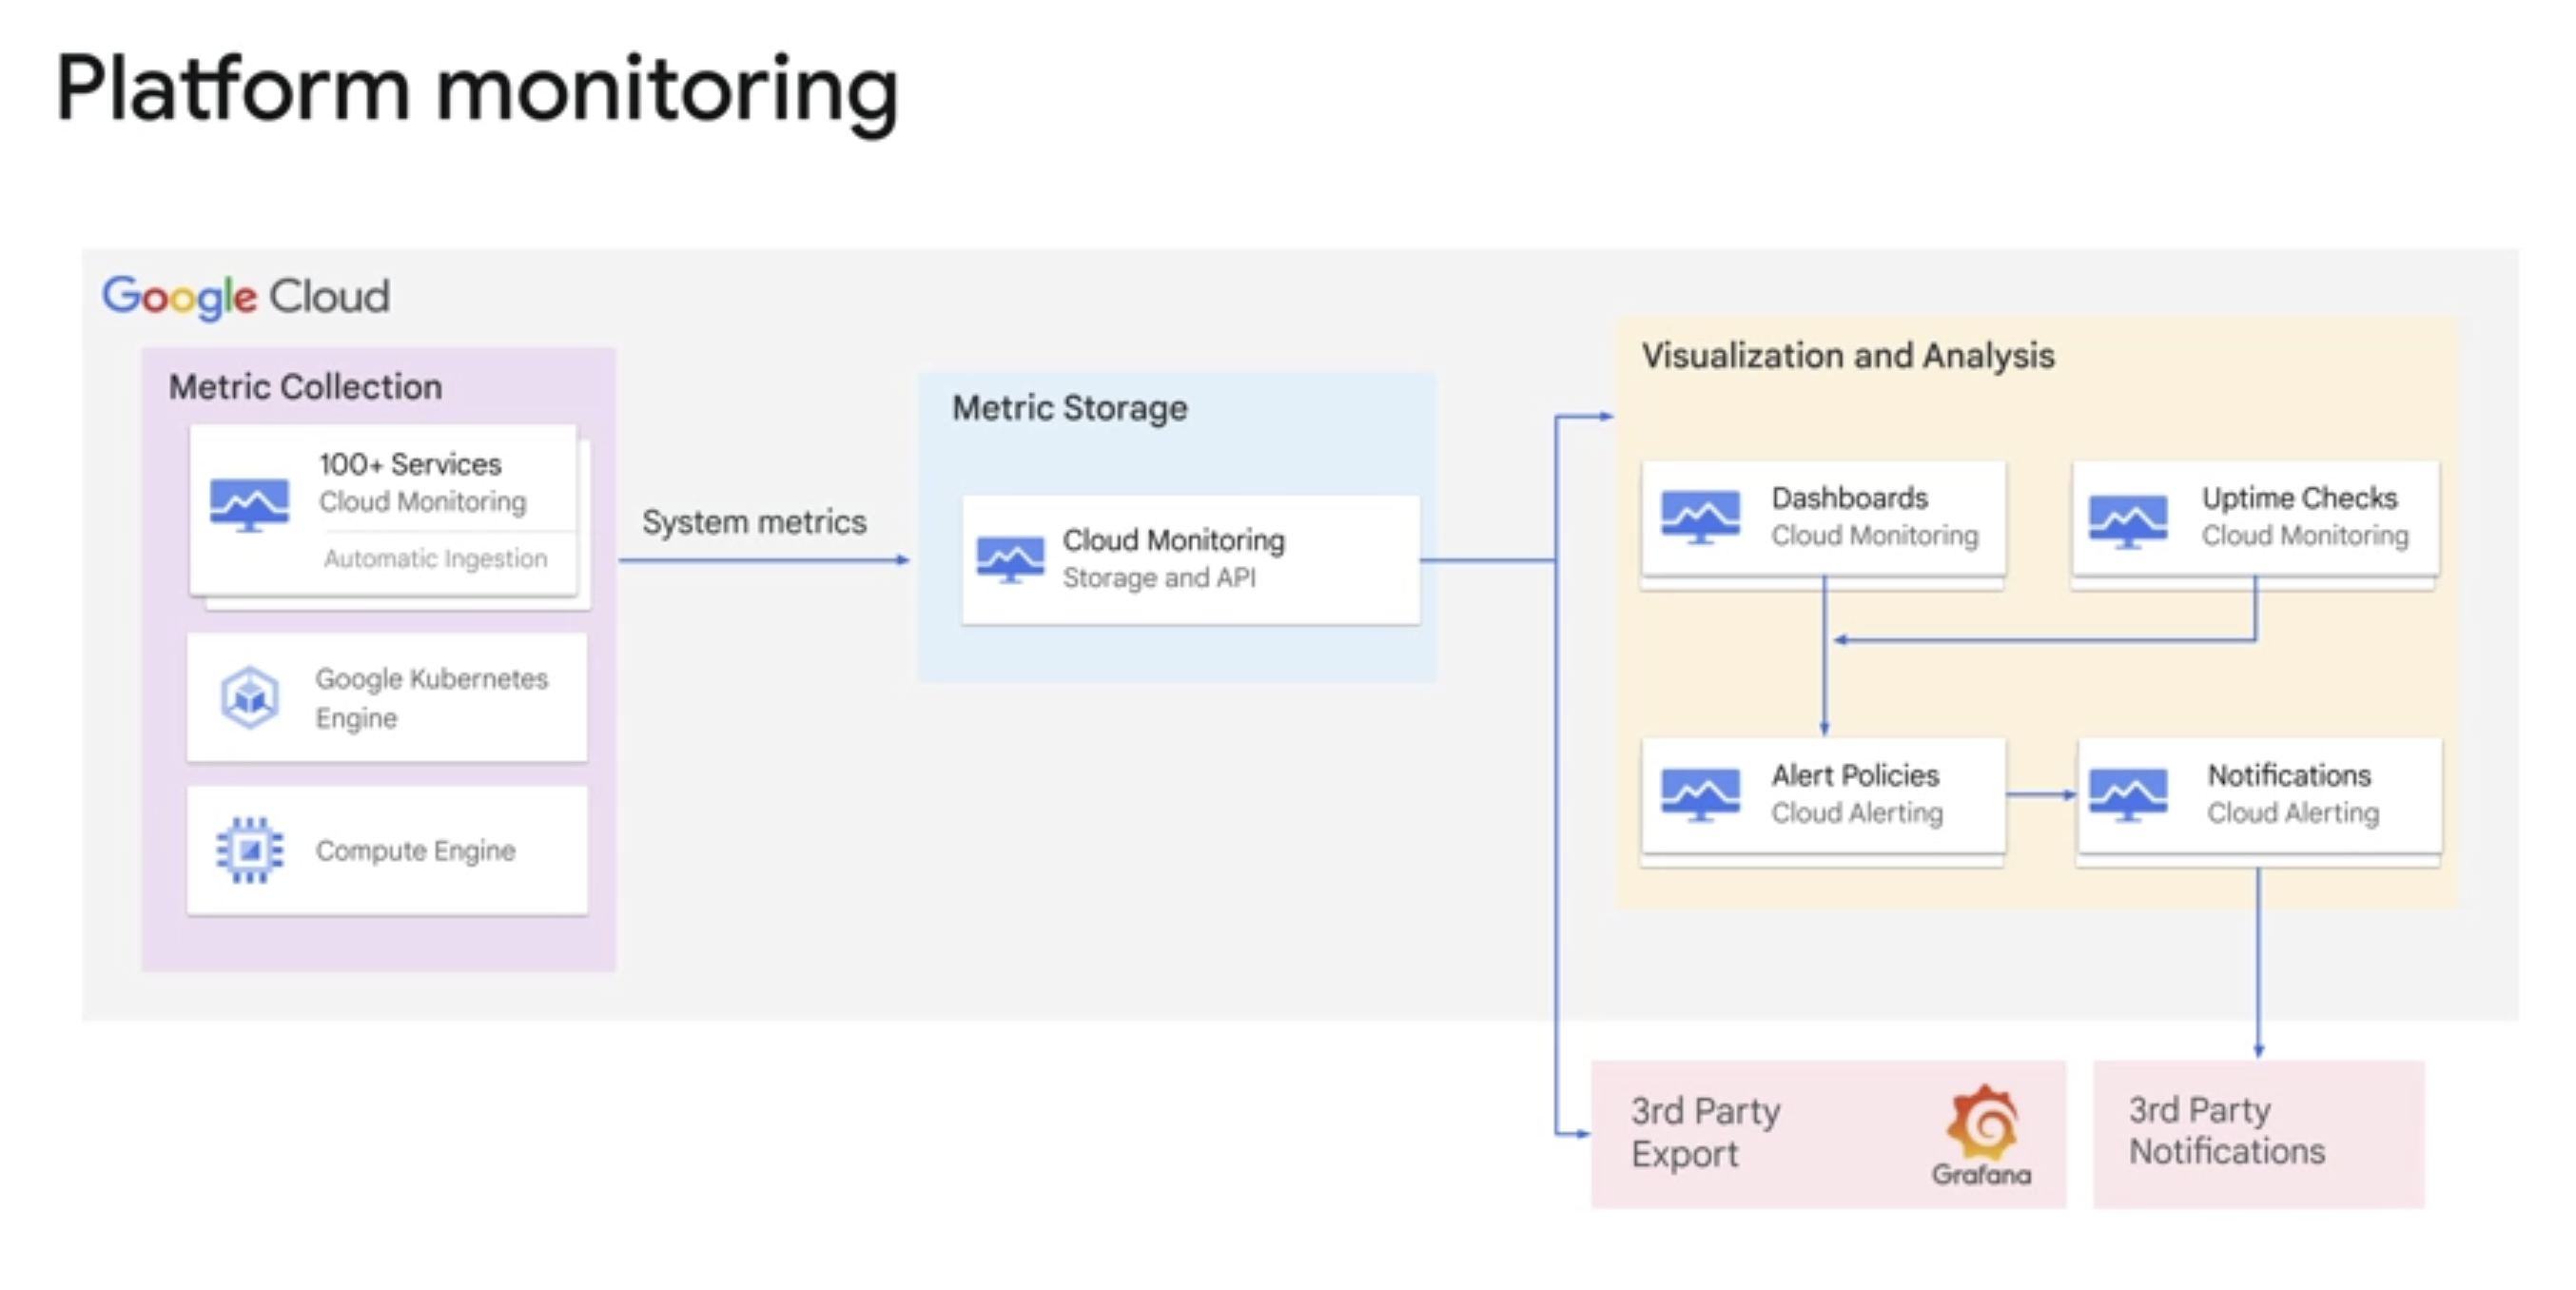 Platform monitoring
Google Cloud
Metric Collection
100+ Services
Cloud Monitoring
Automatic Ingestion
Google Kubernetes
Engine
Compute Engine
System metrics
Metric Storage
Cloud Monitoring
Storage and API
Visualization and Analysis
Dashboards
Cloud Monitoring
Uptime Checks
Cloud Monitoring
Alert Policies
Cloud Alerting
Notifications
Cloud Alerting
3rd Party
Export
Grafana
3rd Party
Notifications